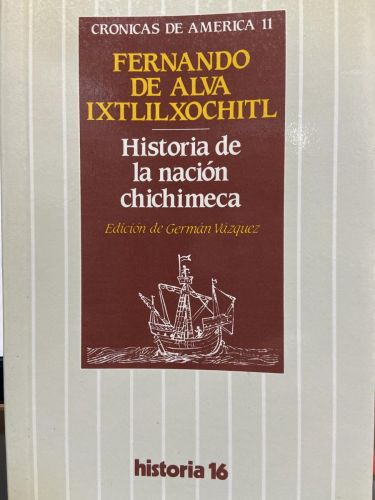 CRONICAS DE AMERICA 11
FERNANDO
DE ALVA
IXTLILXOCHITL
Historia de
la nación
chichimeca
Edición de Germán Vázquez
historia 16